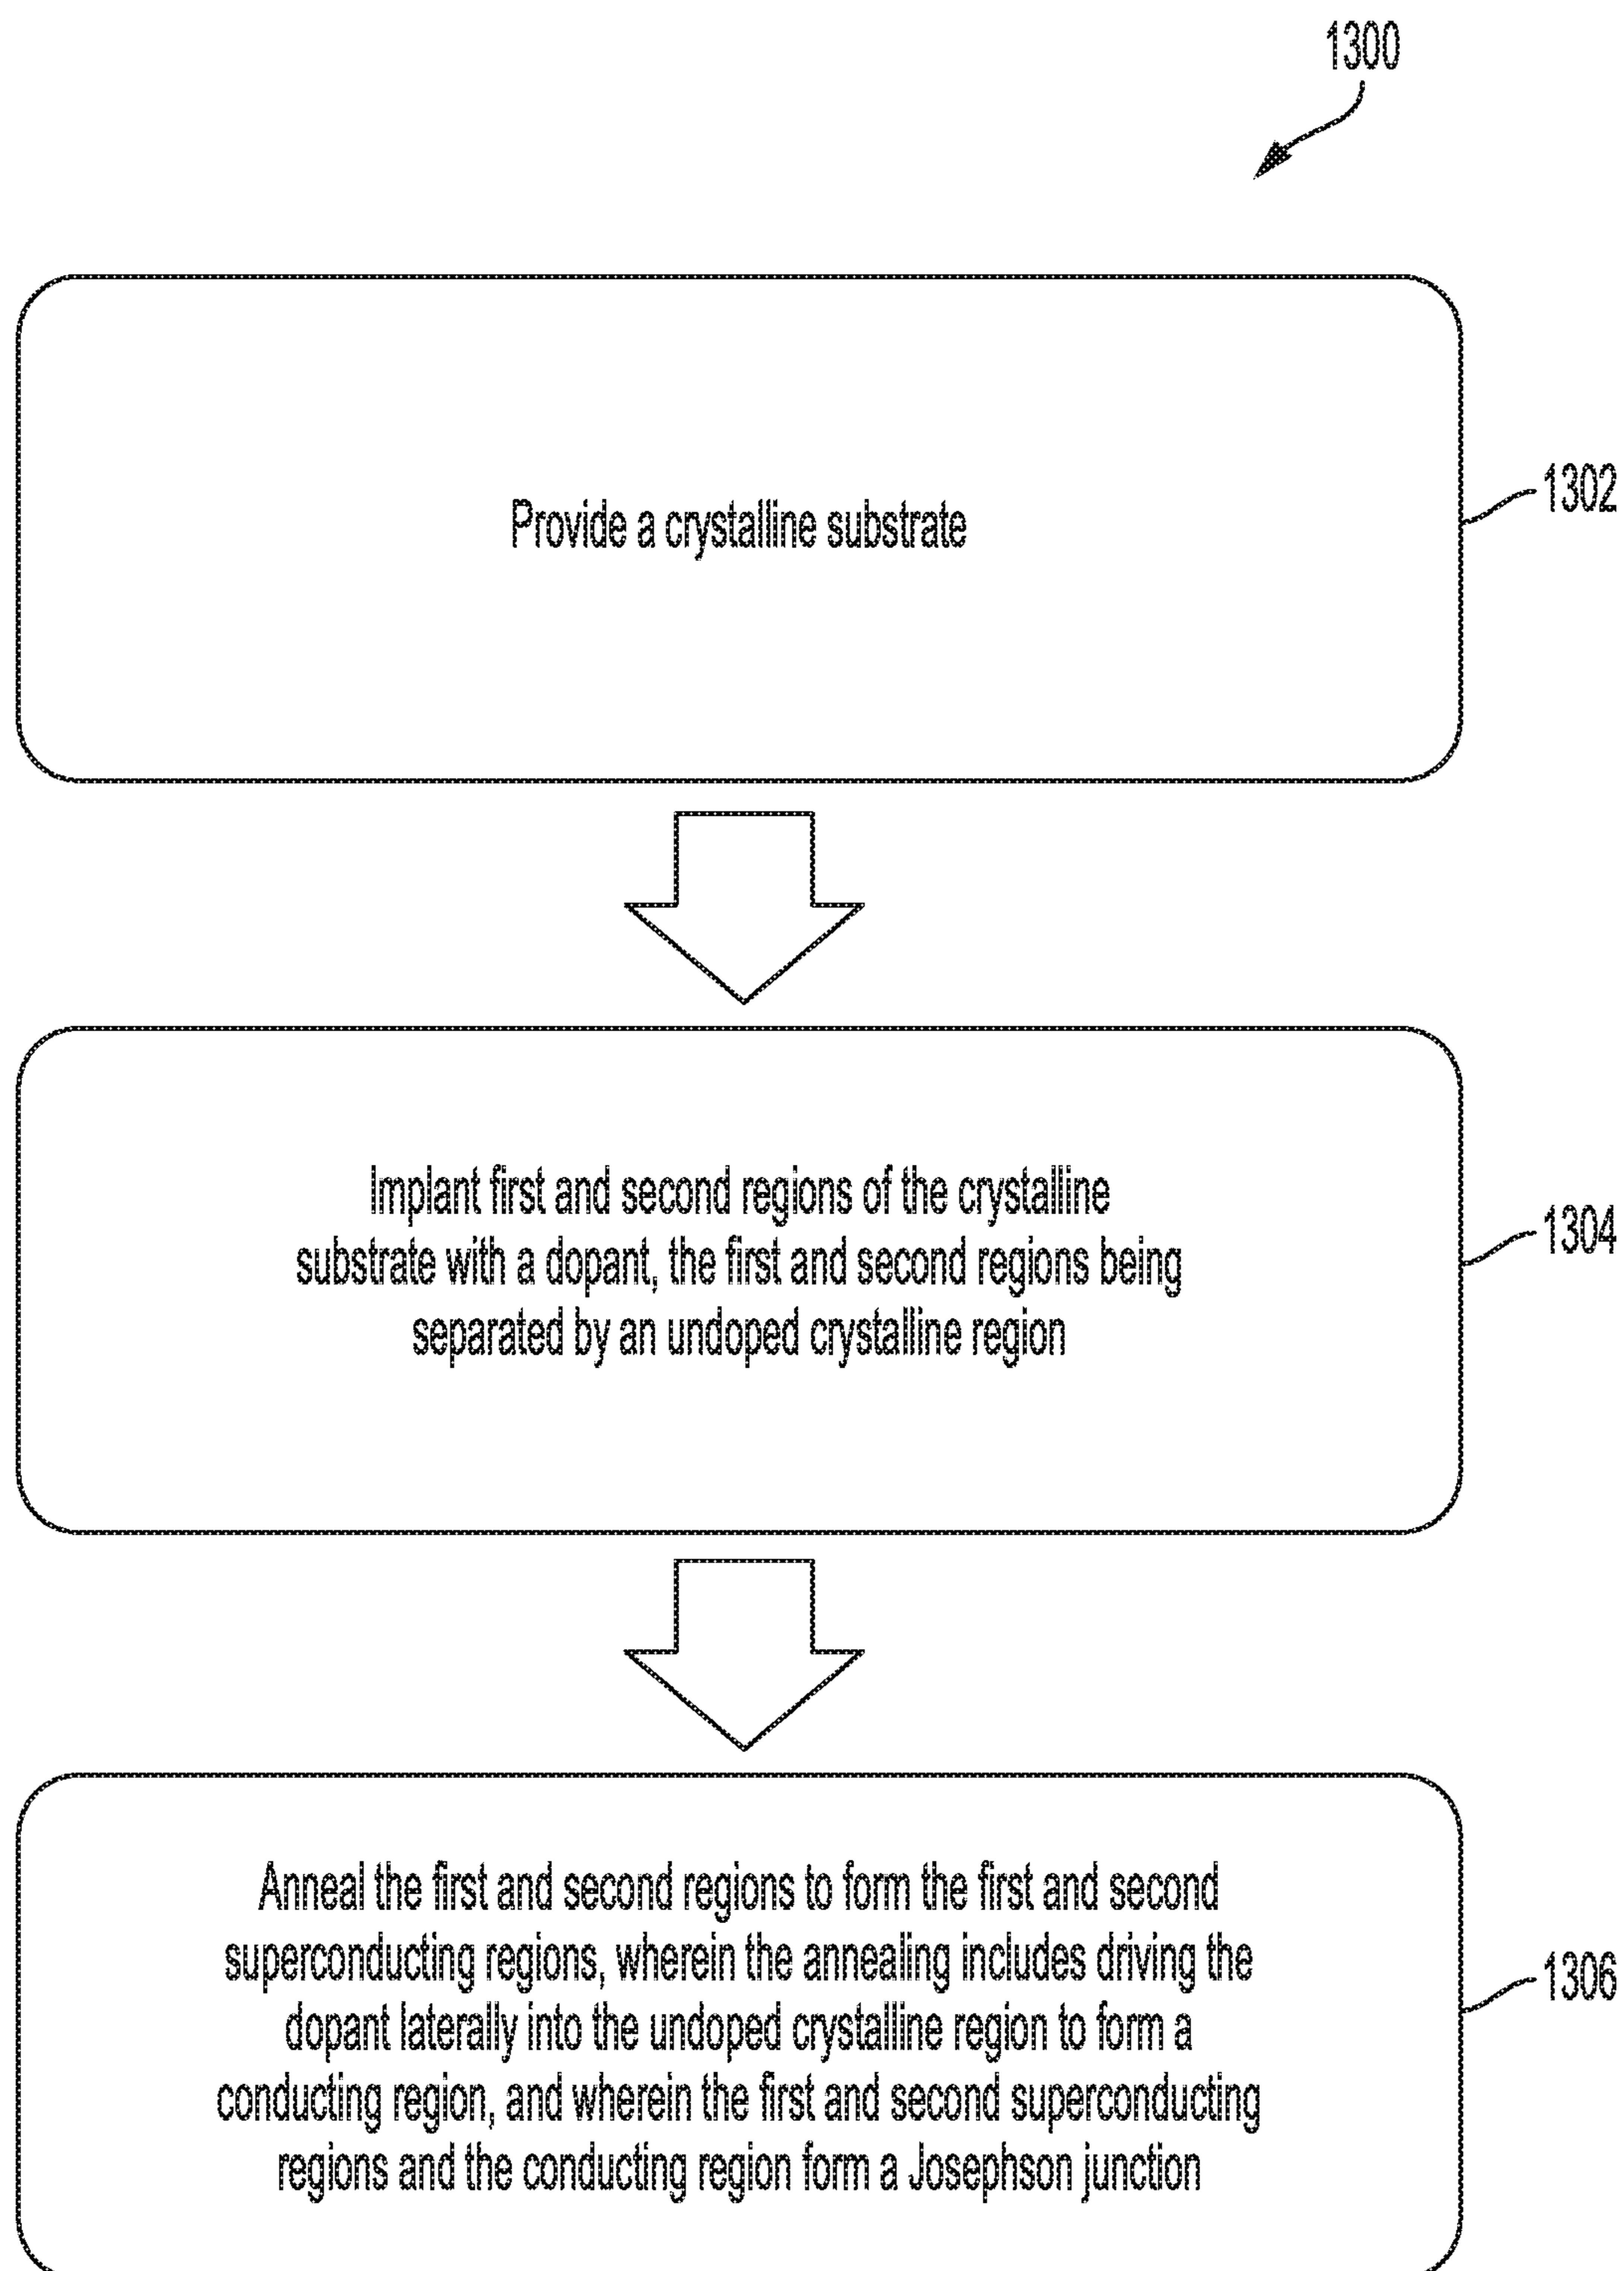 1300
Provide a crystalline substrate
1302
Implant first and second regions of the crystalline
substrate with a dopant, the first and second regions being
separated by an undoped crystalline region
1304
Anneal the first and second regions to form the first and second
superconducting regions, wherein the annealing includes driving the
dopant laterally into the undoped crystalline region to form a
conducting region, and wherein the first and second superconducting
regions and the conducting region form a Josephson junction
1306